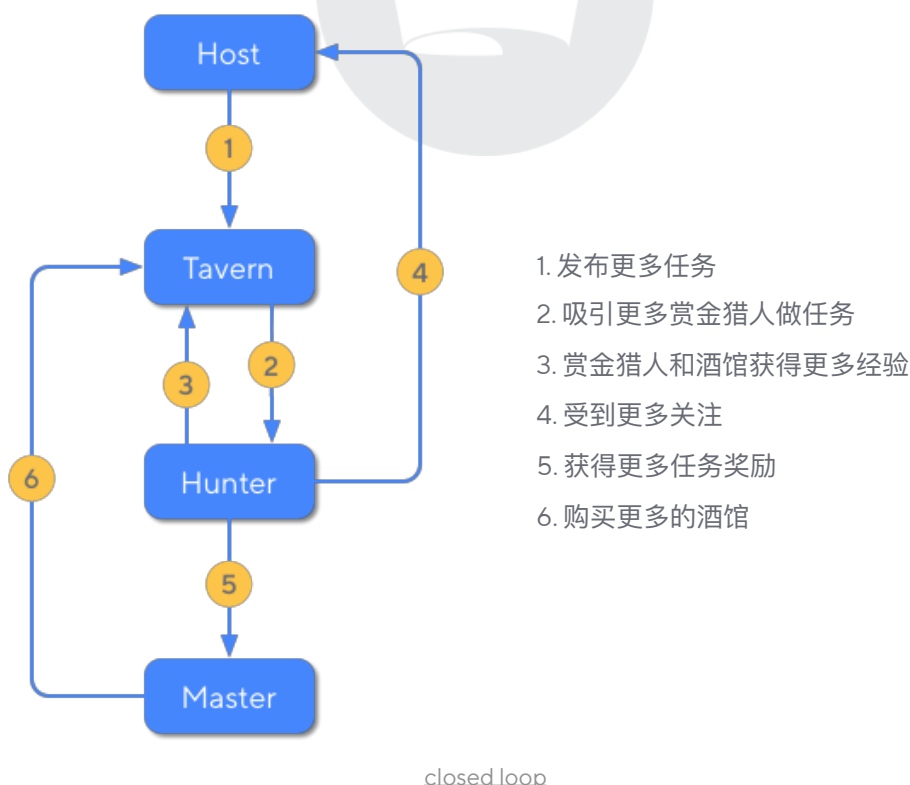 Host
1
Tavern
4
2
3
6
Hunter
5
Master
1. 发布更多任务
2. 吸引更多赏金猎人做任务
3. 赏金猎人和酒馆获得更多经验
4. 受到更多关注
5. 获得更多任务奖励
6. 购买更多的酒馆
closed loop